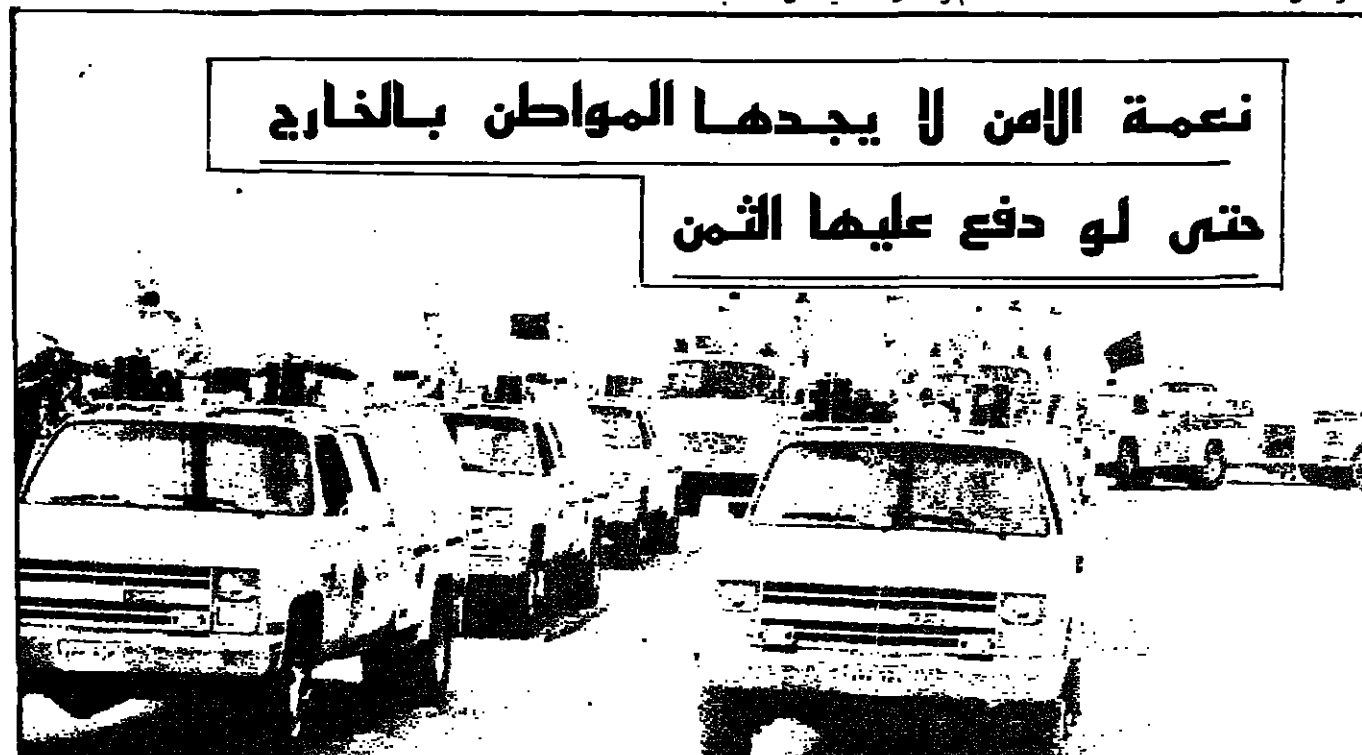 نعمة الامن لا يجدها المواطن بالخارج
حتى لو دفع عليها الثمن